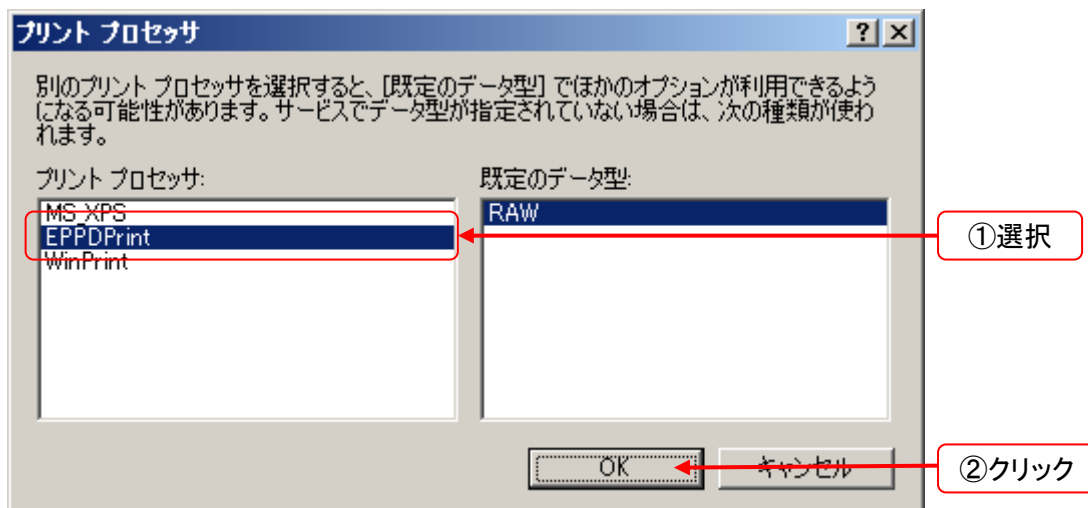 プリント プロセッサ
別のプリント プロセッサを選択すると、[既定のデータ型] でほかのオプションが利用できるよう
になる可能性があります。サービスでデータ型が指定されていない場合は、次の種類が使わ
れます。
プリント プロセッサ:
既定のデータ型:
MS_XPS
RAW
EPPDPrint
①選択
WinPrint
OK
キャンセル
②クリック